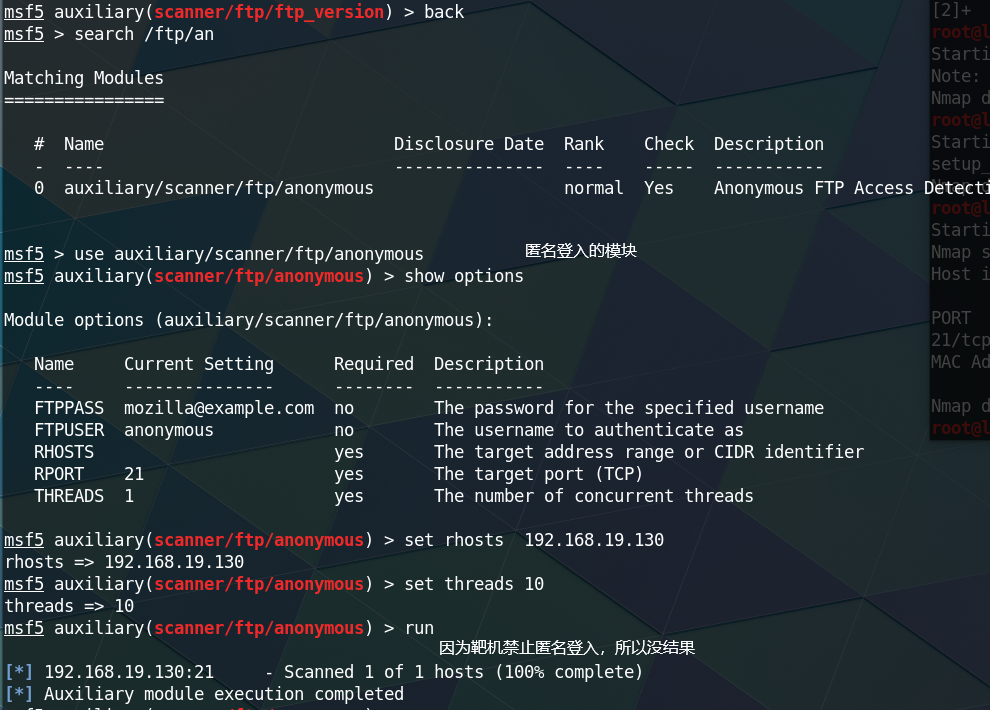 msf5 auxiliary(scanner/ftp/ftp_version) > back
msf5 > search /ftp/an
Matching Modules
================
#  Name                             Disclosure Date  Rank    Check  Description
-  ----                             ---------------  ----    -----  -----------
0  auxiliary/scanner/ftp/anonymous                   normal  Yes    Anonymous FTP Access Detecti
msf5 > use auxiliary/scanner/ftp/anonymous 匿名登入的模块
msf5 auxiliary(scanner/ftp/anonymous) > show options
Module options (auxiliary/scanner/ftp/anonymous):
Name     Current Setting      Required  Description
----     ---------------      --------  -----------
FTPPASS  mozilla@example.com  no        The password for the specified username
FTPUSER  anonymous            no        The username to authenticate as
RHOSTS                        yes       The target address range or CIDR identifier
RPORT    21                   yes       The target port (TCP)
THREADS  1                    yes       The number of concurrent threads
msf5 auxiliary(scanner/ftp/anonymous) > set rhosts  192.168.19.130
rhosts => 192.168.19.130
msf5 auxiliary(scanner/ftp/anonymous) > set threads 10
threads => 10
msf5 auxiliary(scanner/ftp/anonymous) > run
因为靶机禁止匿名登入，所以没结果
[*] 192.168.19.130:21     - Scanned 1 of 1 hosts (100% complete)
[*] Auxiliary module execution completed
[2]+
root@l
Starti
Note:
Nmap d
root@l
Starti
setup_
root@l
Starti
Nmap s
Host i
PORT
21/tcp
MAC Ad
Nmap d
root@l